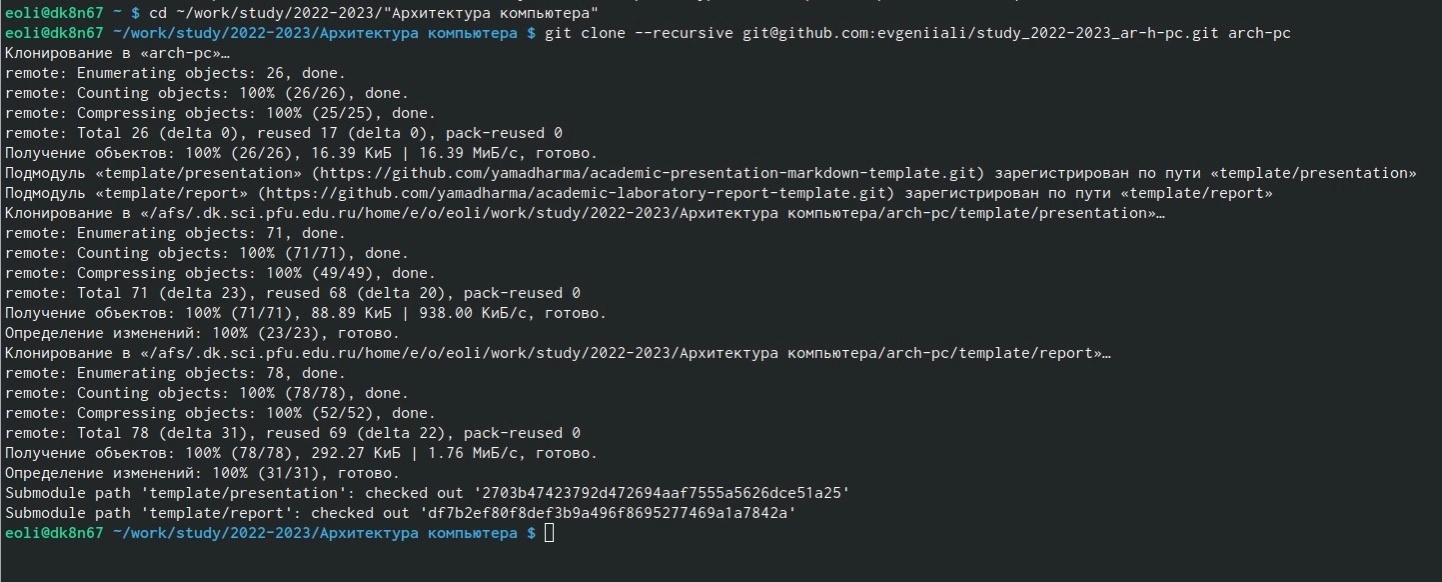 eoli@dk8n67 ~ $ cd ~/work/study/2022-2023/"Архитектура компьютера"
eoli@dk8n67 ~/work/study/2022-2023/Архитектура компьютера $ git clone --recursive git@github.com:evgeniiali/study_2022-2023_ar-h-pc.git arch-pc
Клонирование в «arch-pc»…
remote: Enumerating objects: 26, done.
remote: Counting objects: 100% (26/26), done.
remote: Compressing objects: 100% (25/25), done.
remote: Total 26 (delta 0), reused 17 (delta 0), pack-reused 0
Получение объектов: 100% (26/26), 16.39 КиБ | 16.39 МиБ/с, готово.
Подмодуль «template/presentation» (https://github.com/yamadharma/academic-presentation-markdown-template.git) зарегистрирован по пути «template/presentation»
Подмодуль «template/report» (https://github.com/yamadharma/academic-laboratory-report-template.git) зарегистрирован по пути «template/report»
Клонирование в «/afs/.dk.sci.pfu.edu.ru/home/e/o/eoli/work/study/2022-2023/Архитектура компьютера/arch-pc/template/presentation»…
remote: Enumerating objects: 71, done.
remote: Counting objects: 100% (71/71), done.
remote: Compressing objects: 100% (49/49), done.
remote: Total 71 (delta 23), reused 68 (delta 20), pack-reused 0
Получение объектов: 100% (71/71), 88.89 КиБ | 938.00 КиБ/с, готово.
Определение изменений: 100% (23/23), готово.
Клонирование в «/afs/.dk.sci.pfu.edu.ru/home/e/o/eoli/work/study/2022-2023/Архитектура компьютера/arch-pc/template/report»…
remote: Enumerating objects: 78, done.
remote: Counting objects: 100% (78/78), done.
remote: Compressing objects: 100% (52/52), done.
remote: Total 78 (delta 31), reused 69 (delta 22), pack-reused 0
Получение объектов: 100% (78/78), 292.27 КиБ | 1.76 МиБ/с, готово.
Определение изменений: 100% (31/31), готово.
Submodule path 'template/presentation': checked out '2703b47423792d472694aaf7555a5626dce51a25'
Submodule path 'template/report': checked out 'df7b2ef80f8def3b9a496f8695277469a1a7842a'
eoli@dk8n67 ~/work/study/2022-2023/Архитектура компьютера $